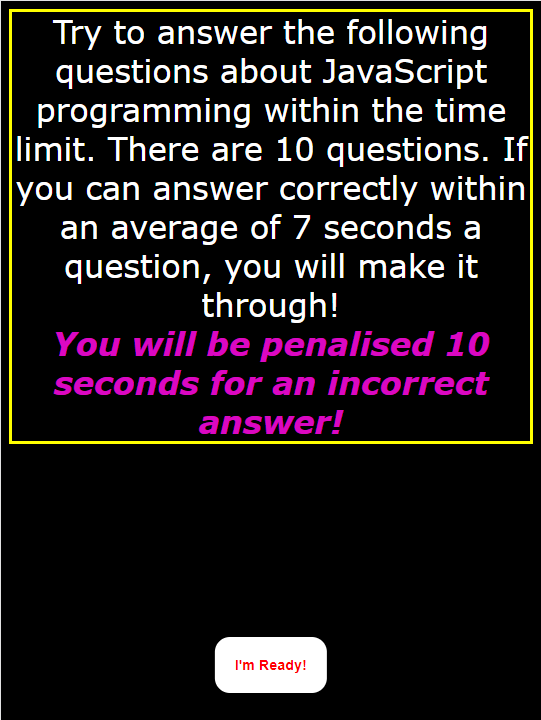 Try to answer the following
questions about JavaScript
programming within the time
limit. There are 10 questions. If
you can answer correctly within
an average of 7 seconds a
question, you will make it
through!
You will be penalised 10
seconds for an incorrect
answer!
I'm Ready!